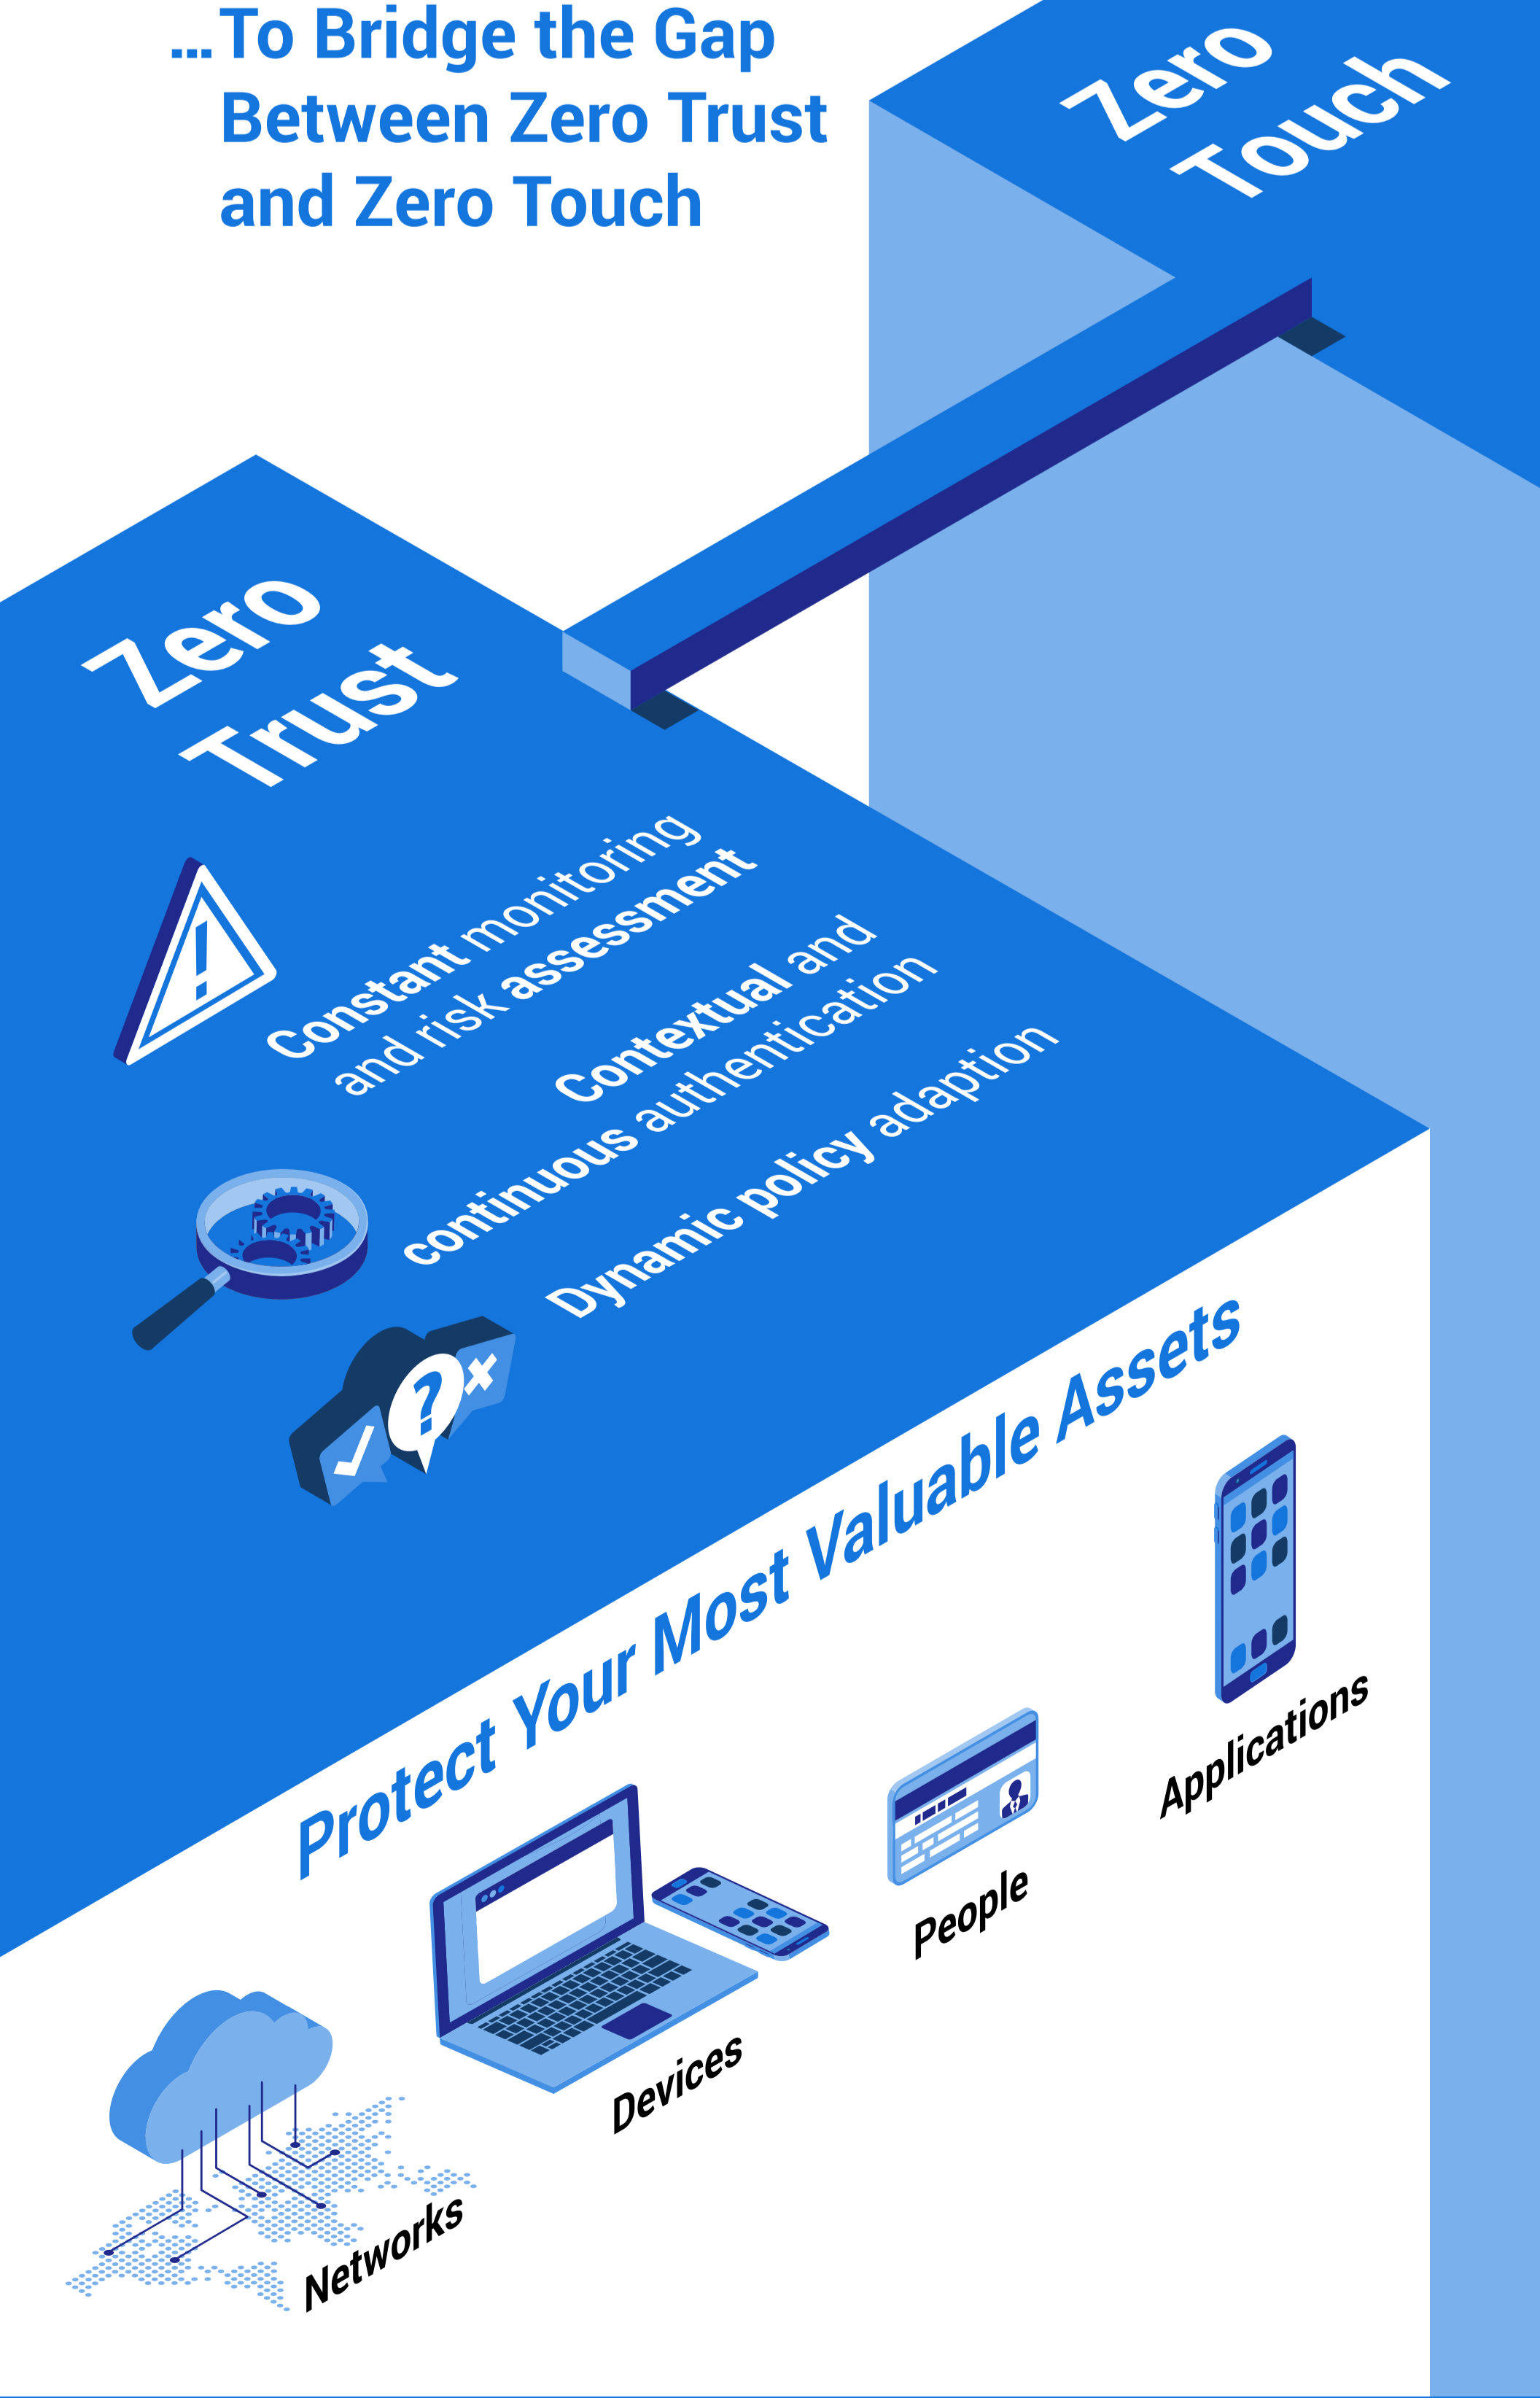 ...To Bridge the Gap
Between Zero Trust
and Zero Touch
Zero
Touch
Zero
Trust
Constant monitoring
and risk assessment
Contextual and
continuous authentication
Dynamic policy adaption
Protect Your Most Valuable Assets
Applications
People
Devices
Networks